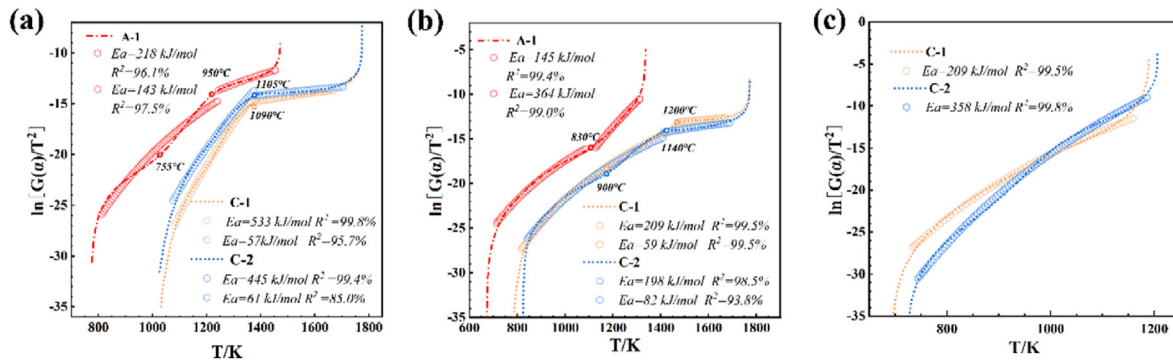 (a)
ln[G(α)/T²]
-10
-15
-20
-25
-30
-35
A-1
Ea=218 kJ/mol
R²=96.1%
Ea=143 kJ/mol
R²=97.5%
950°C
1105°C
1090°C
755°C
C-1
Ea=533 kJ/mol R²=99.8%
Ea=57kJ/mol R²=95.7%
C-2
Ea=445 kJ/mol R²=99.4%
Ea=61 kJ/mol R²=85.0%
800 1000 1200 1400 1600 1800
T/K
(b)
ln[G(α)/T²]
-5
-10
-15
-20
-25
-30
-35
A-1
Ea=145 kJ/mol
R²=99.4%
Ea=364 kJ/mol
R²=99.0%
1200°C
830°C
1140°C
900°C
C-1
Ea=209 kJ/mol R²=99.5%
Ea=59 kJ/mol R²=99.5%
C-2
Ea=198 kJ/mol R²=98.5%
Ea=82 kJ/mol R²=93.8%
600 800 1000 1200 1400 1600 1800
T/K
(c)
ln[G(α)/T²]
0
-5
-10
-15
-20
-25
-30
-35
C-1
Ea=209 kJ/mol R²=99.5%
C-2
Ea=358 kJ/mol R²=99.8%
800 1000 1200
T/K